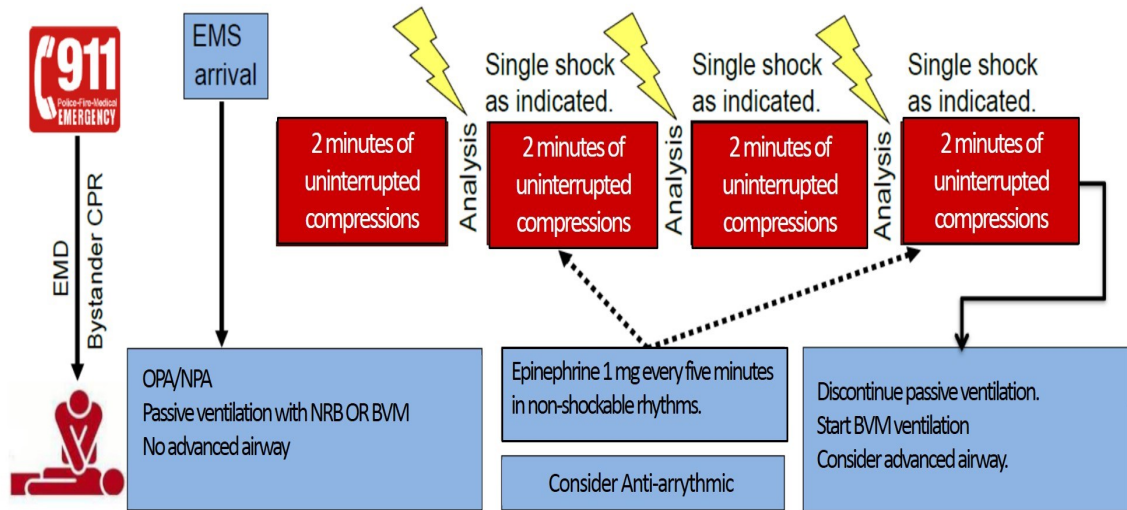 911
Police-Fire-Medical
EMERGENCY
EMD
Bystander CPR
EMS
arrival
2 minutes of
uninterrupted
compressions
Analysis
Single shock
as indicated.
2 minutes of
uninterrupted
compressions
Analysis
Single shock
as indicated.
2 minutes of
uninterrupted
compressions
Analysis
Single shock
as indicated.
2 minutes of
uninterrupted
compressions
OPA/NPA
Passive ventilation with NRB OR BVM
No advanced airway
Epinephrine 1 mg every five minutes
in non-shockable rhythms.
Consider Anti-arrythmic
Discontinue passive ventilation.
Start BVM ventilation
Consider advanced airway.